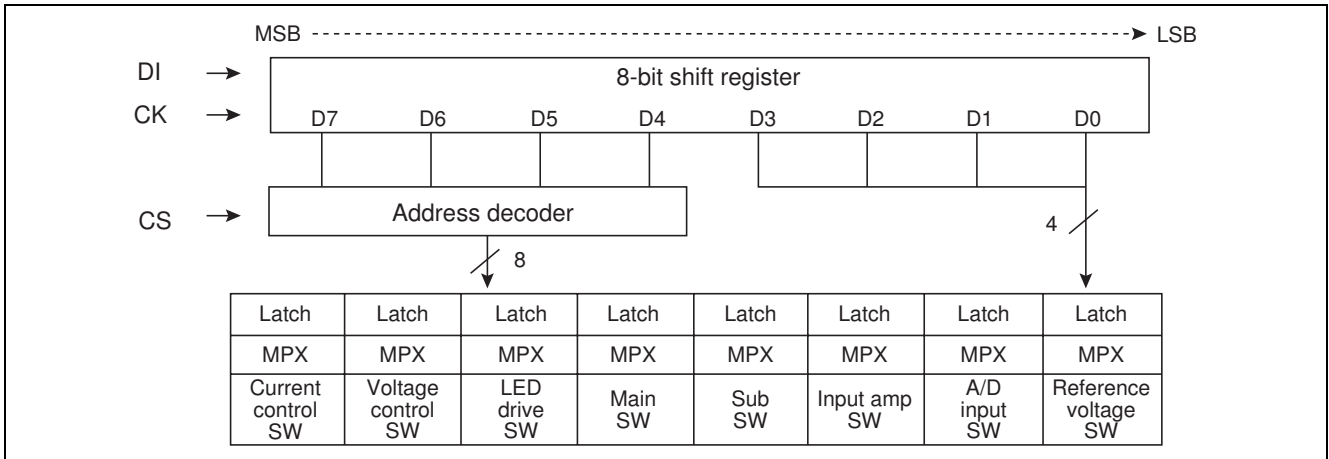 MSB LSB
DI 8-bit shift register
CK D7 D6 D5 D4 D3 D2 D1 D0
CS Address decoder 4
8
Latch Latch Latch Latch Latch Latch Latch Latch
MPX MPX MPX MPX MPX MPX MPX MPX
Current control SW Voltage control SW LED drive SW Main SW Sub SW Input amp SW A/D input SW Reference voltage SW